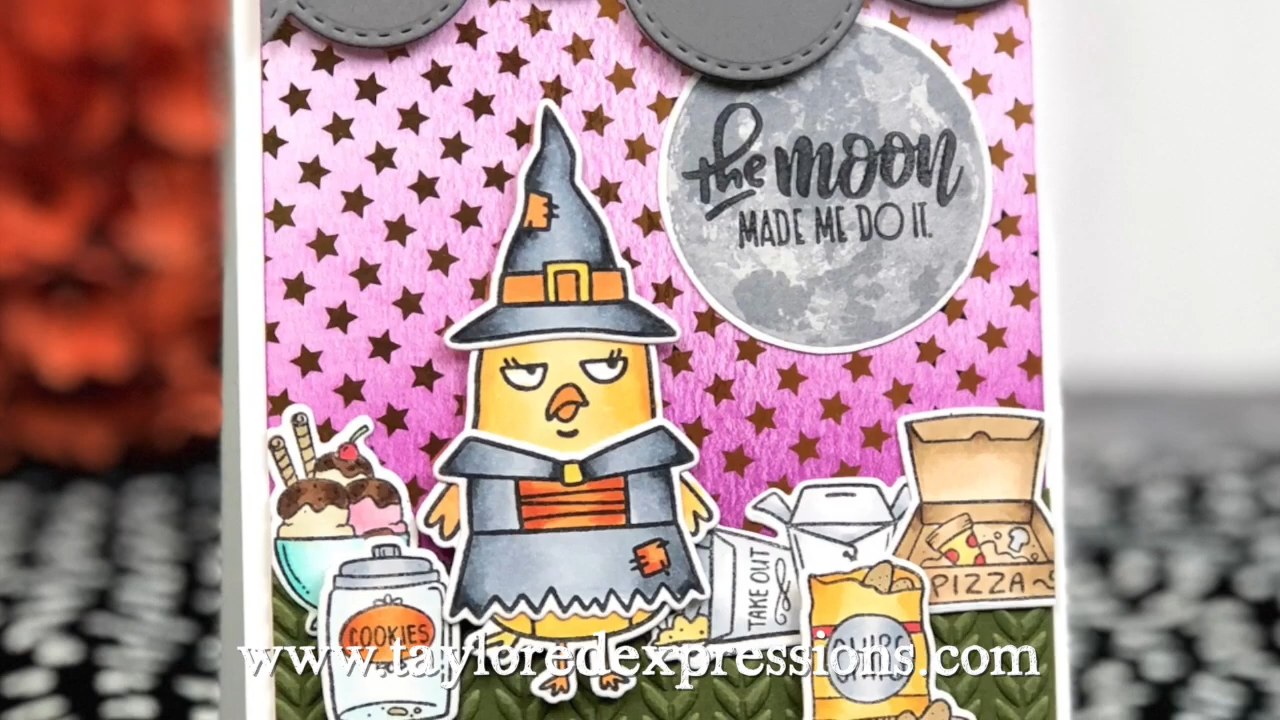 the moon
MADE ME DO IT.
TAKE OUT
PIZZA
COOKIES
CHIPS
www.tayloredexpressions.com